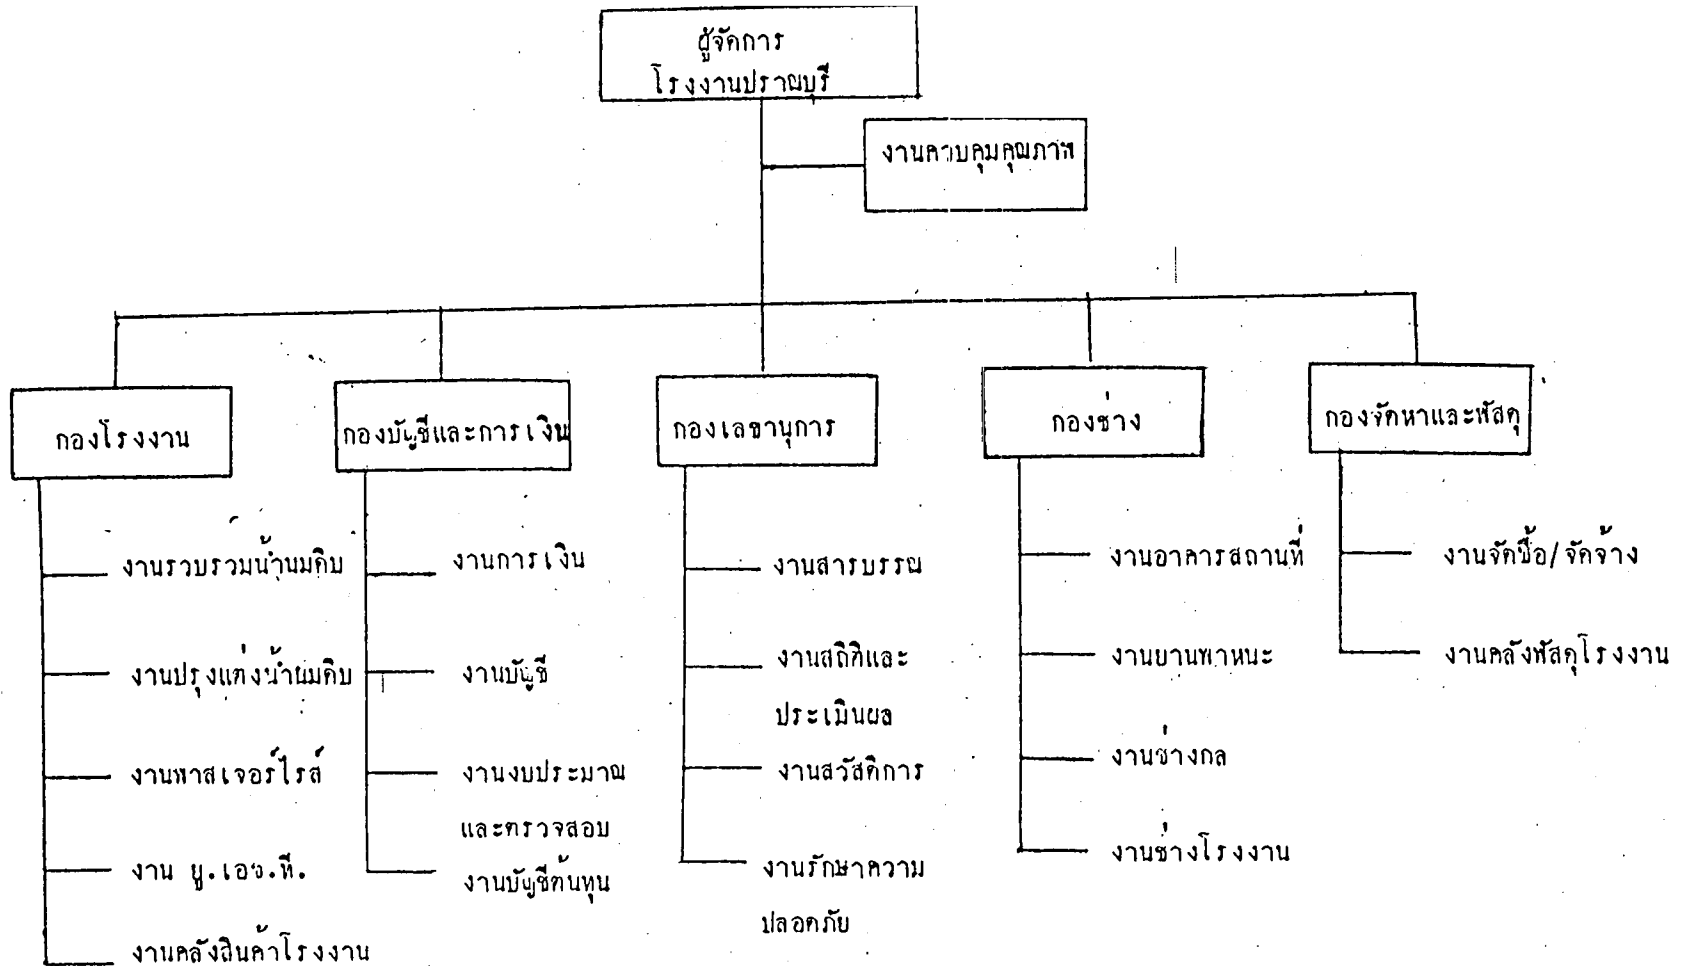 ผู้จัดการ
โรงงานปราณบุรี
งานควบคุมคุณภาพ
กองโรงงาน
งานรวบรวมน้ำนมดิบ
งานปรุงแต่งน้ำนมดิบ
งานพาสเจอร์ไรส์
งาน ยู.เอช.ที.
งานคลังสินค้าโรงงาน
กองบัญชีและการเงิน
งานการเงิน
งานบัญชี
งานงบประมาณ
และตรวจสอบ
งานบัญชีต้นทุน
กองเลขานุการ
งานสารบรรณ
งานสถิติและ
ประเมินผล
งานสวัสดิการ
งานรักษาความ
ปลอดภัย
กองช่าง
งานอาคารสถานที่
งานยานพาหนะ
งานช่างกล
งานช่างโรงงาน
กองจัดหาและพัสดุ
งานจัดซื้อ/จัดจ้าง
งานคลังพัสดุโรงงาน